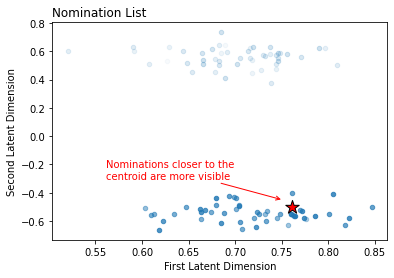 Nomination List
0.8
0.6
0.4
0.2
0.0
−0.2
−0.4
−0.6
Second Latent Dimension
Nominations closer to the
centroid are more visible
0.55 0.60 0.65 0.70 0.75 0.80 0.85
First Latent Dimension